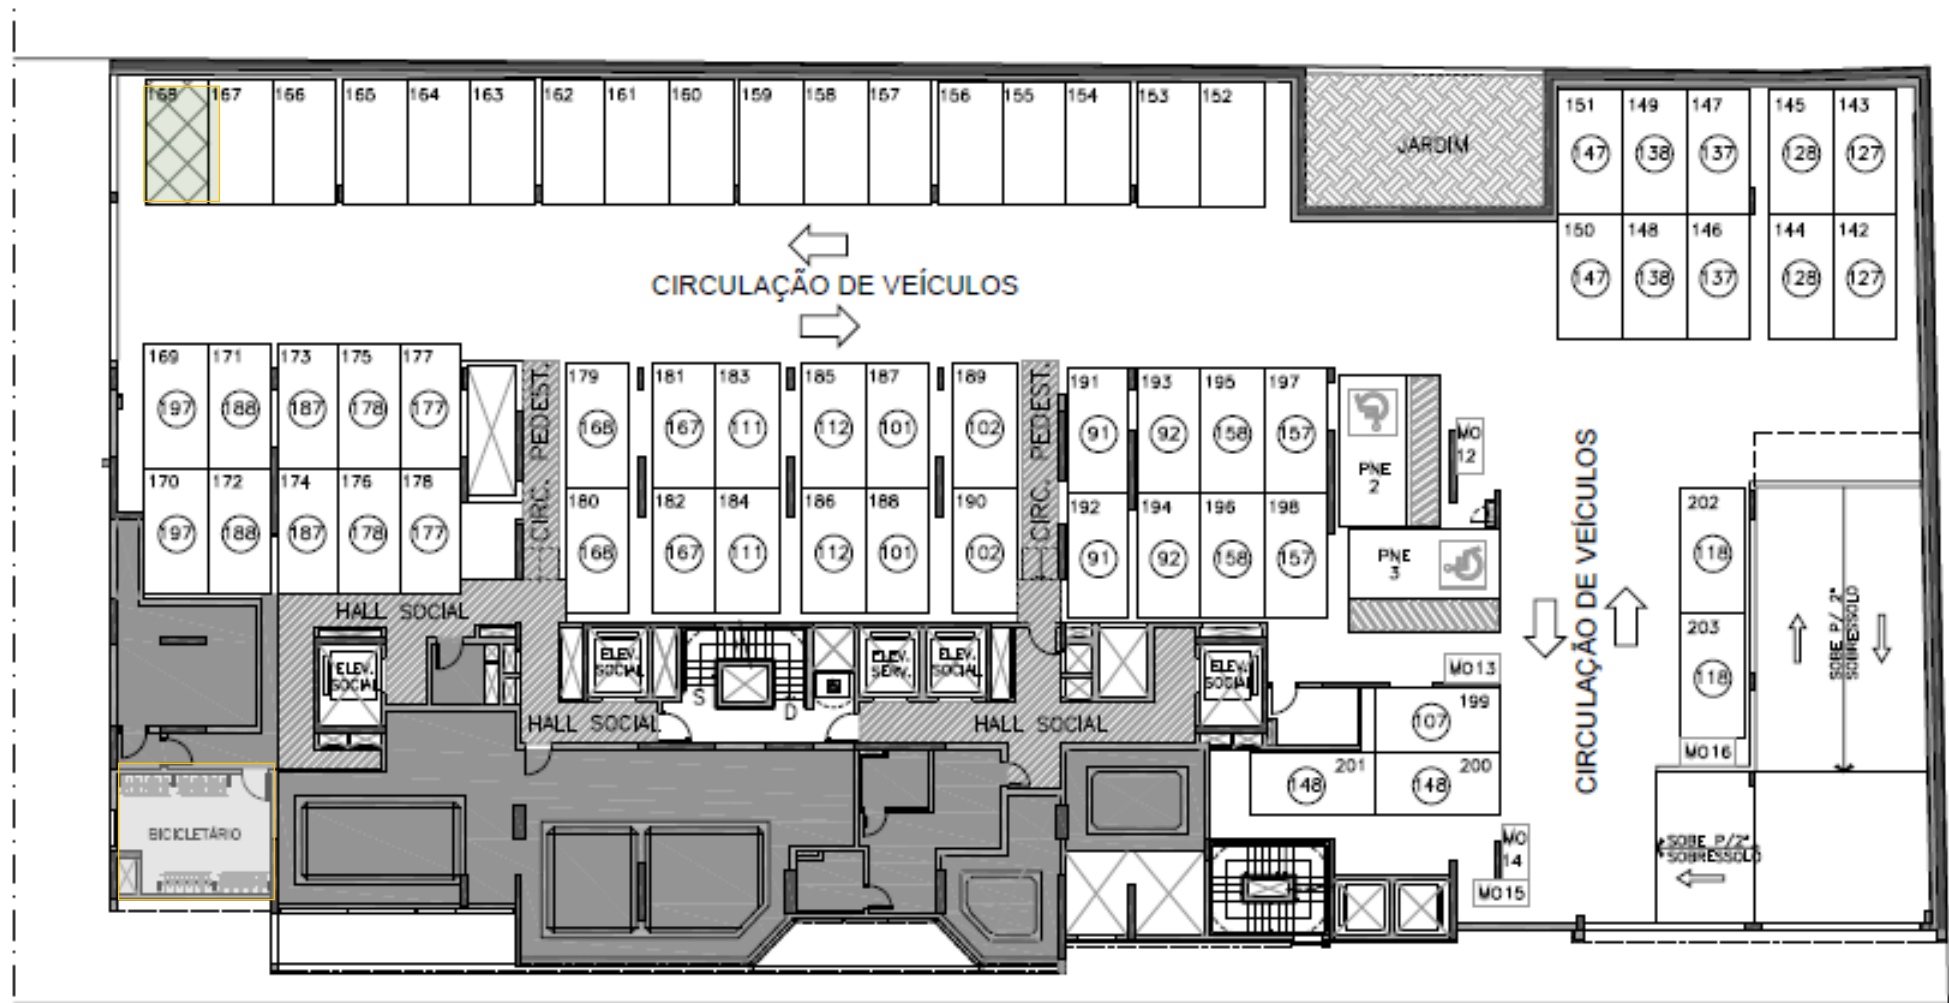 168 167 166 165 164 163 162 161 160 159 158 157 156 155 154 153 152
JARDIM
151 149 147 145 143
147 138 137 128 127
150 148 146 144 142
147 138 137 128 127
CIRCULAÇÃO DE VEÍCULOS
169 171 173 175 177
197 188 187 178 177
170 172 174 176 178
197 188 187 178 177
CIRC. PEDEST.
179 181 183 185 187 189
168 167 111 112 101 102
180 182 184 186 188 190
168 167 111 112 101 102
CIRC. PEDEST.
191 193 195 197
91 92 158 157
192 194 196 198
91 92 158 157
PNE
2
MO
12
PNE
3
CIRCULAÇÃO DE VEÍCULOS
202
118
203
118
SOBE P/ 2ª
SOBRESSOLO
HALL SOCIAL
ELEV.
SOCIAL
ELEV.
SOCIAL
S
D
ELEV.
SERV.
ELEV.
SOCIAL
ELEV.
SOCIAL
HALL SOCIAL
HALL SOCIAL
MO13
199
107
201
148
200
148
MO16
BICICLETÁRIO
MO
14
MO15
SOBE P/2ª
SOBRESSOLO